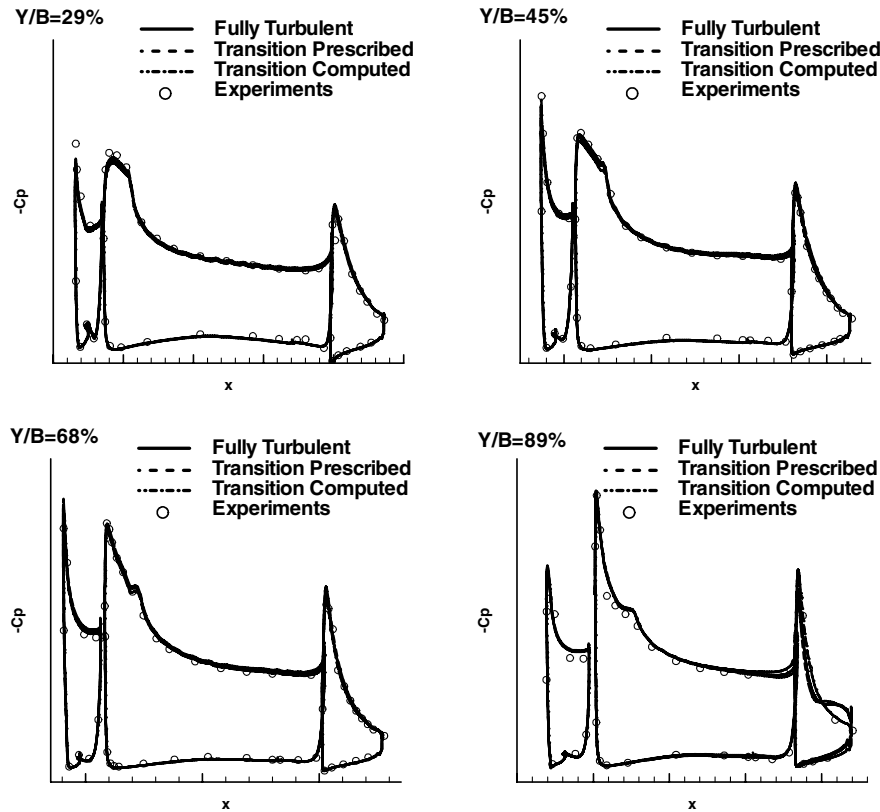 Y/B=29%
Fully Turbulent
Transition Prescribed
Transition Computed
Experiments
-Cp
x
Y/B=45%
Fully Turbulent
Transition Prescribed
Transition Computed
Experiments
-Cp
x
Y/B=68%
Fully Turbulent
Transition Prescribed
Transition Computed
Experiments
-Cp
x
Y/B=89%
Fully Turbulent
Transition Prescribed
Transition Computed
Experiments
-Cp
x